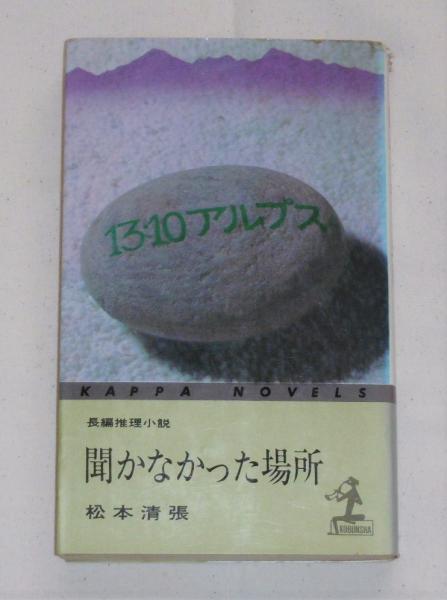 13:10アルプス
KAPPA NOVELS
長編推理小説
聞かなかった場所
松本清張
KOBUNSHA